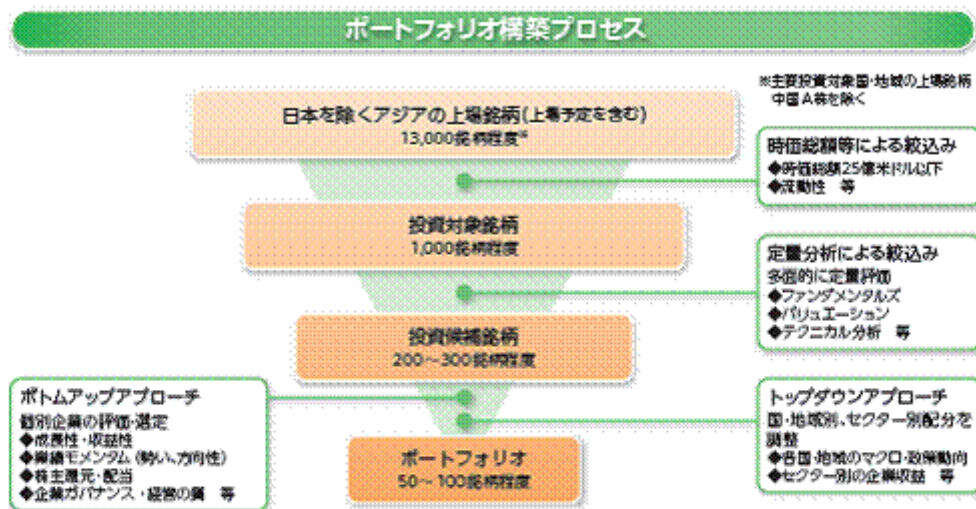 ポートフォリオ構築プロセス
※主要投資対象国・地域の上場銘柄
中国A株を除く
日本を除くアジアの上場銘柄(上場予定を含む)
13,000銘柄程度※
時価総額等による絞込み
◆時価総額25億米ドル以下
◆流動性 等
投資対象銘柄
1,000銘柄程度
定量分析による絞込み
多面的に定量評価
◆ファンダメンタルズ
◆バリュエーション
◆テクニカル分析 等
投資候補銘柄
200～300銘柄程度
ボトムアップアプローチ
個別企業の評価・選定
◆成長性・収益性
◆業績モメンタム(勢い、方向性)
◆株主還元・配当
◆企業ガバナンス・経営の質 等
トップダウンアプローチ
国・地域別、セクター別配分を
調整
◆各国・地域のマクロ・政策動向
◆セクター別の企業収益 等
ポートフォリオ
50～100銘柄程度